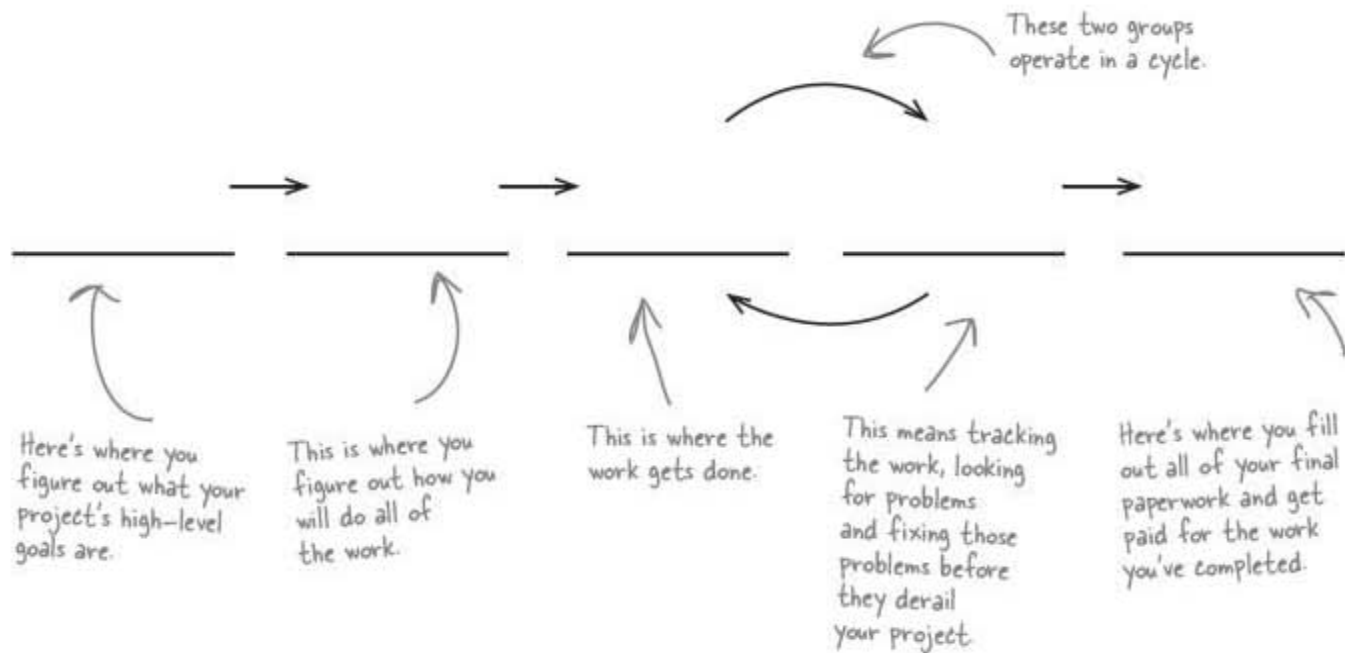 These two groups
operate in a cycle.
Here's where you
figure out what your
project's high-level
goals are.
This is where you
figure out how you
will do all of
the work.
This is where the
work gets done.
This means tracking
the work, looking
for problems
and fixing those
problems before
they derail
your project.
Here's where you fill
out all of your final
paperwork and get
paid for the work
you've completed.